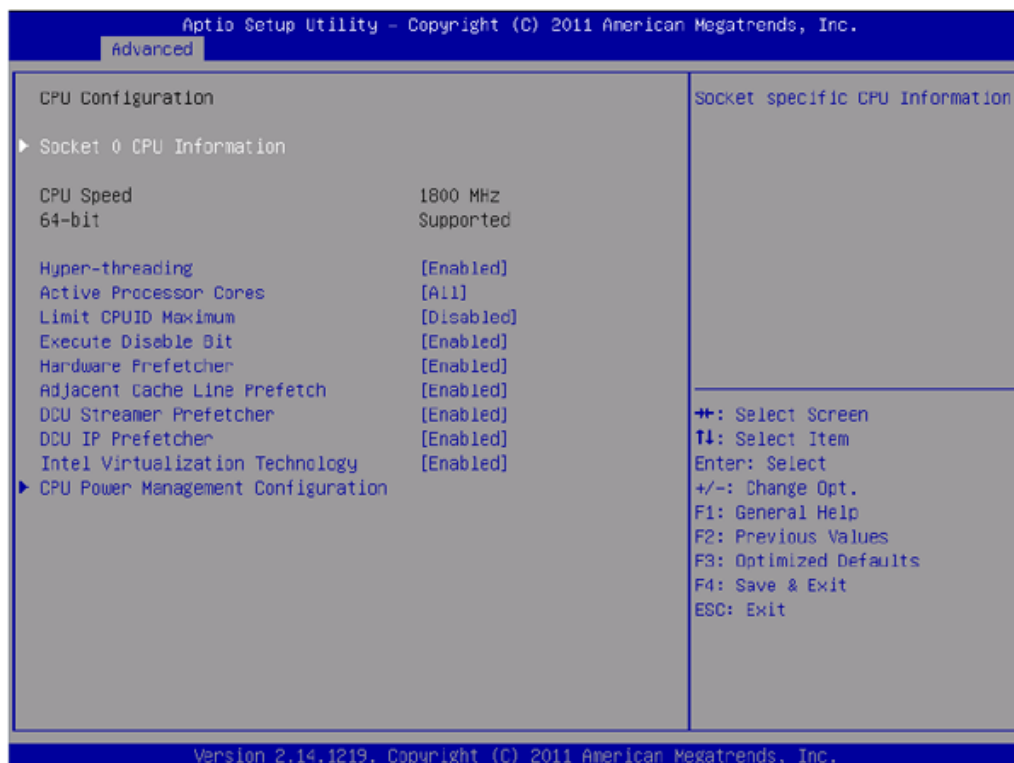 Aptio Setup Utility – Copyright (C) 2011 American Megatrends, Inc.
Advanced
CPU Configuration
Socket specific CPU Information
Socket 0 CPU Information
CPU Speed 1800 MHz
64-bit Supported
Hyper-threading [Enabled]
Active Processor Cores [All]
Limit CPUID Maximum [Disabled]
Execute Disable Bit [Enabled]
Hardware Prefetcher [Enabled]
Adjacent Cache Line Prefetch [Enabled]
DCU Streamer Prefetcher [Enabled]
DCU IP Prefetcher [Enabled]
Intel Virtualization Technology [Enabled]
CPU Power Management Configuration
→←: Select Screen
↑↓: Select Item
Enter: Select
+/-: Change Opt.
F1: General Help
F2: Previous Values
F3: Optimized Defaults
F4: Save & Exit
ESC: Exit
Version 2.14.1219. Copyright (C) 2011 American Megatrends, Inc.